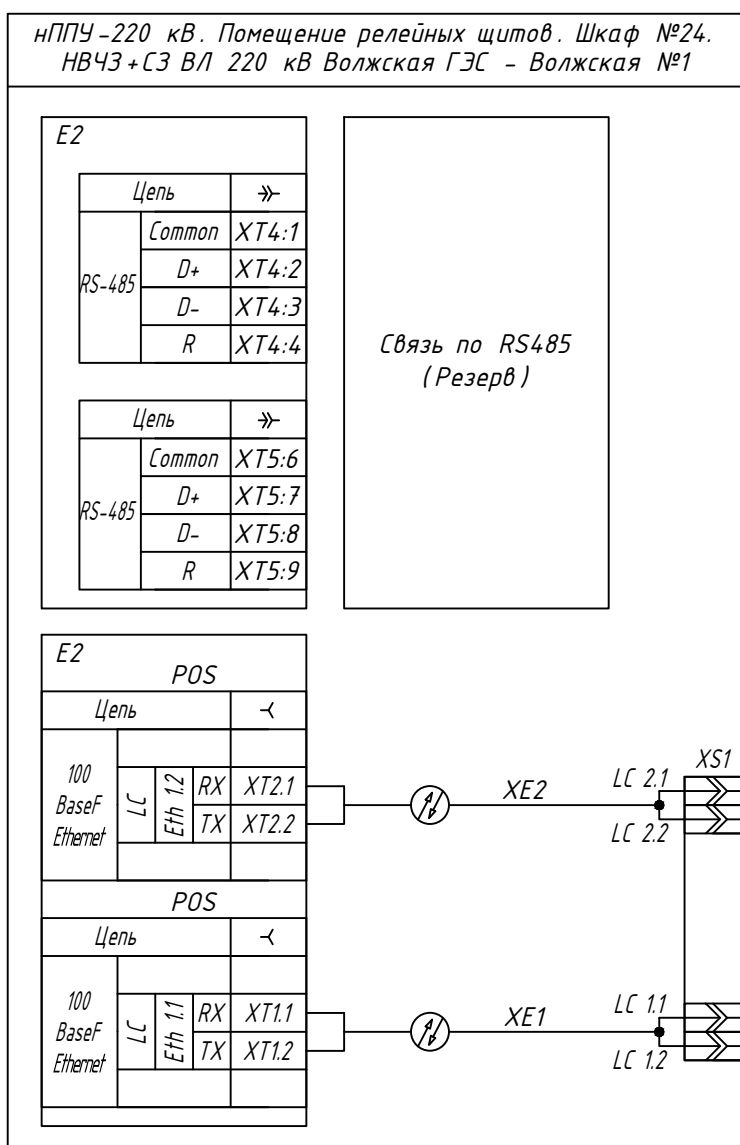 нППУ-220 кВ. Помещение релейных щитов. Шкаф №24.
НВЧЗ+СЗ ВЛ 220 кВ Волжская ГЭС - Волжская №1
E2
Цепь
RS-485
Common XT4:1
D+ XT4:2
D- XT4:3
R XT4:4
Цепь
RS-485
Common XT5:6
D+ XT5:7
D- XT5:8
R XT5:9
Связь по RS485
(Резерв)
E2
POS
Цепь
100
BaseF
Ethernet
LC
Eth 1.2
RX XT2.1
TX XT2.2
XE2
LC 2.1
LC 2.2
XS1
POS
Цепь
100
BaseF
Ethernet
LC
Eth 1.1
RX XT1.1
TX XT1.2
XE1
LC 1.1
LC 1.2